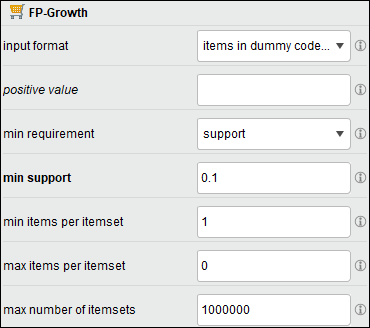 FP-Growth
input format items in dummy code...
positive value
min requirement support
min support 0.1
min items per itemset 1
max items per itemset 0
max number of itemsets 1000000